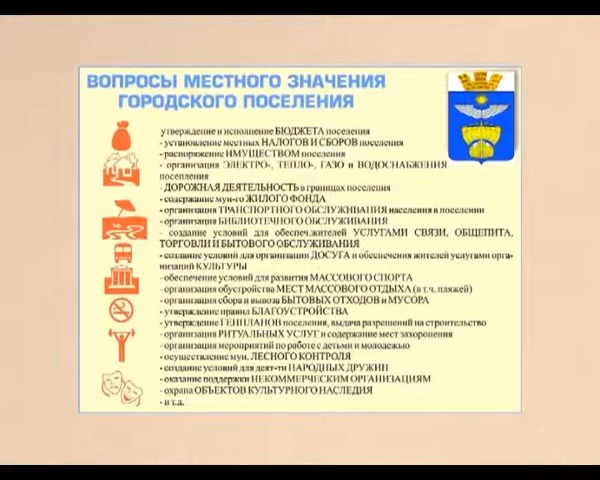 ВОПРОСЫ МЕСТНОГО ЗНАЧЕНИЯ
ГОРОДСКОГО ПОСЕЛЕНИЯ
утверждение и исполнение БЮДЖЕТА поселения
- установление местных НАЛОГОВ И СБОРОВ поселения
- распоряжение ИМУЩЕСТВОМ поселения
- организация ЭЛЕКТРО-, ТЕПЛО-, ГАЗО и ВОДОСНАБЖЕНИЯ
поселения
- ДОРОЖНАЯ ДЕЯТЕЛЬНОСТЬ в границах поселения
- содержание мун-го ЖИЛОГО ФОНДА
- организация ТРАНСПОРТНОГО ОБСЛУЖИВАНИЯ населения в поселении
- организация БИБЛИОТЕЧНОГО ОБСЛУЖИВАНИЯ
- создание условий для обеспеч.жителей УСЛУГАМИ СВЯЗИ, ОБЩЕПИТА,
ТОРГОВЛИ И БЫТОВОГО ОБСЛУЖИВАНИЯ
- создание условий для организации ДОСУГА и обеспечения жителей услугами орга-
низаций КУЛЬТУРЫ
- обеспечение условий для развития МАССОВОГО СПОРТА
- организация обустройства МЕСТ МАССОВОГО ОТДЫХА (в т.ч. пляжей)
- организация сбора и вывоза БЫТОВЫХ ОТХОДОВ и МУСОРА
- утверждение правил БЛАГОУСТРОЙСТВА
- утверждение ГЕНПЛАНОВ поселения, выдача разрешений на строительство
- организация РИТУАЛЬНЫХ УСЛУГ и содержание мест захоронения
- организация мероприятий по работе с детьми и молодежью
- осуществление мун. ЛЕСНОГО КОНТРОЛЯ
- создание условий для деят-ти НАРОДНЫХ ДРУЖИН
- оказание поддержки НЕКОММЕРЧЕСКИМ ОРГАНИЗАЦИЯМ
- охрана ОБЪЕКТОВ КУЛЬТУРНОГО НАСЛЕДИЯ
- и т.д.